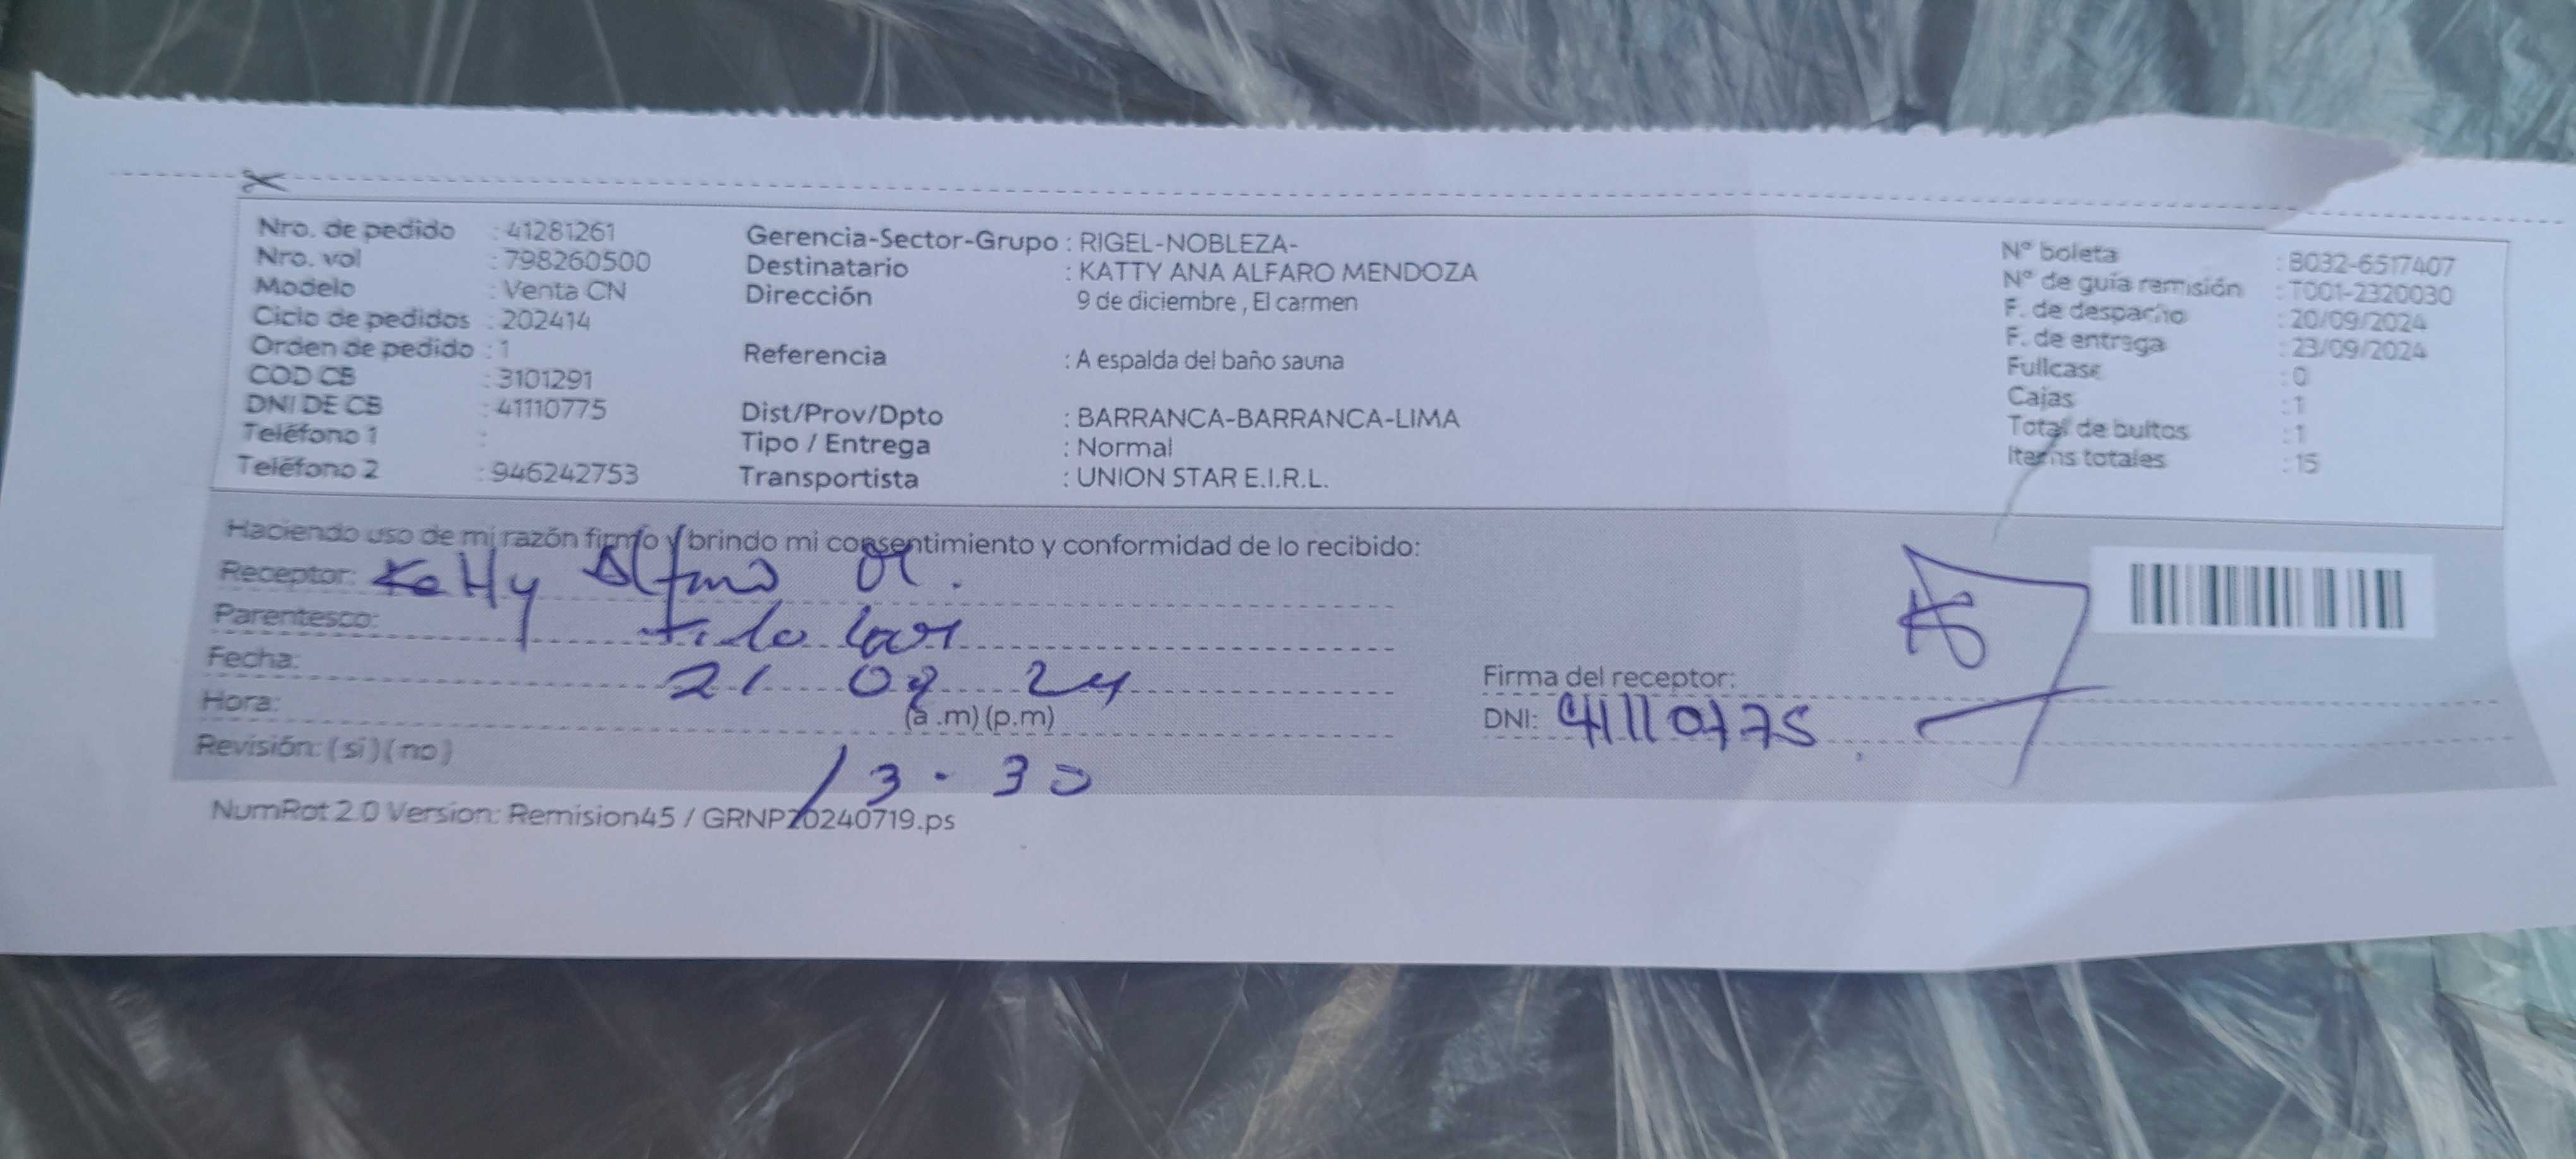 Nro. de pedido : 41281261
Nro. vol : 798260500
Modelo : Venta CN
Ciclo de pedidos : 202414
Orden de pedido : 1
COD CB : 3101291
DNI DE CB : 41110775
Teléfono 1 :
Teléfono 2 : 946242753
Gerencia-Sector-Grupo : RIGEL-NOBLEZA-
Destinatario : KATTY ANA ALFARO MENDOZA
Dirección 9 de diciembre , El carmen
Referencia : A espalda del baño sauna
Dist/Prov/Dpto : BARRANCA-BARRANCA-LIMA
Tipo / Entrega : Normal
Transportista : UNION STAR E.I.R.L.
Nº boleta : B032-6517407
Nº de guía remisión : T001-2320030
F. de despacho : 20/09/2024
F. de entrega : 23/09/2024
Fullcase : 0
Cajas : 1
Total de bultos : 1
Items totales : 15
Haciendo uso de mi razón firmo y brindo mi consentimiento y conformidad de lo recibido:
Receptor: Katty Alfaro M.
Parentesco: titular
Fecha: 21 09 24
Hora: (a .m) (p.m)
13 - 30
Revisión: (si) (no)
Firma del receptor:
DNI: 41110775
NumRot 2.0 Version: Remision45 / GRNP20240719.ps